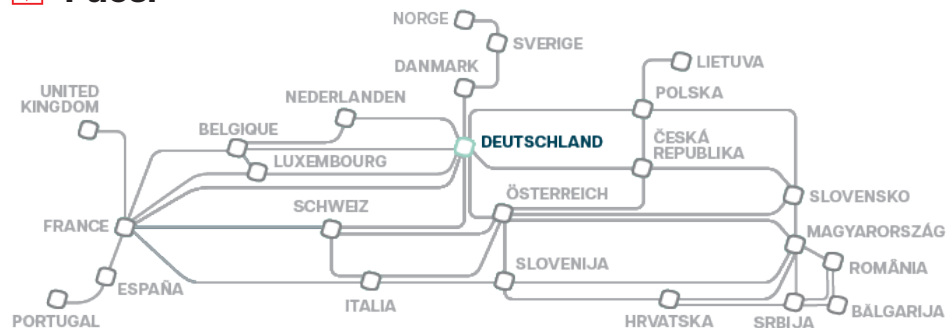 NORGE
SVERIGE
DANMARK
LIETUVA
UNITED
KINGDOM
NEDERLANDEN
POLSKA
BELGIQUE
DEUTSCHLAND
ČESKÁ
REPUBLIKA
LUXEMBOURG
ÖSTERREICH
SLOVENSKO
SCHWEIZ
FRANCE
MAGYARORSZÁG
SLOVENIJA
ROMÂNIA
ESPAÑA
ITALIA
PORTUGAL
HRVATSKA
SRBIJA
BĂLGARIJA